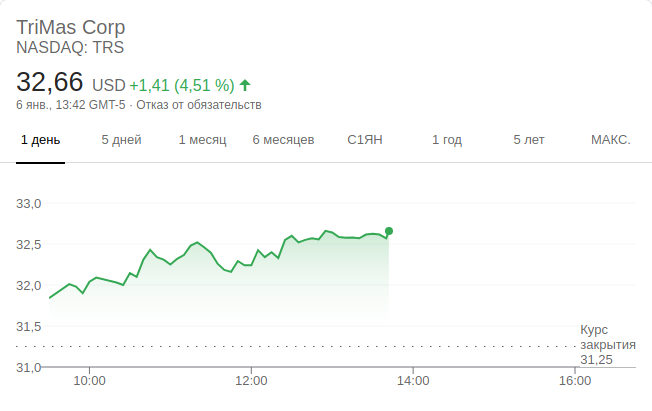 TriMas Corp
NASDAQ: TRS
32,66 USD +1,41 (4,51 %)
6 янв., 13:42 GMT-5 · Отказ от обязательств
1 день 5 дней 1 месяц 6 месяцев С1ЯН 1 год 5 лет МАКС.
33,0
32,5
32,0
31,5
Курс
закрытия
31,25
31,0
10:00 12:00 14:00 16:00